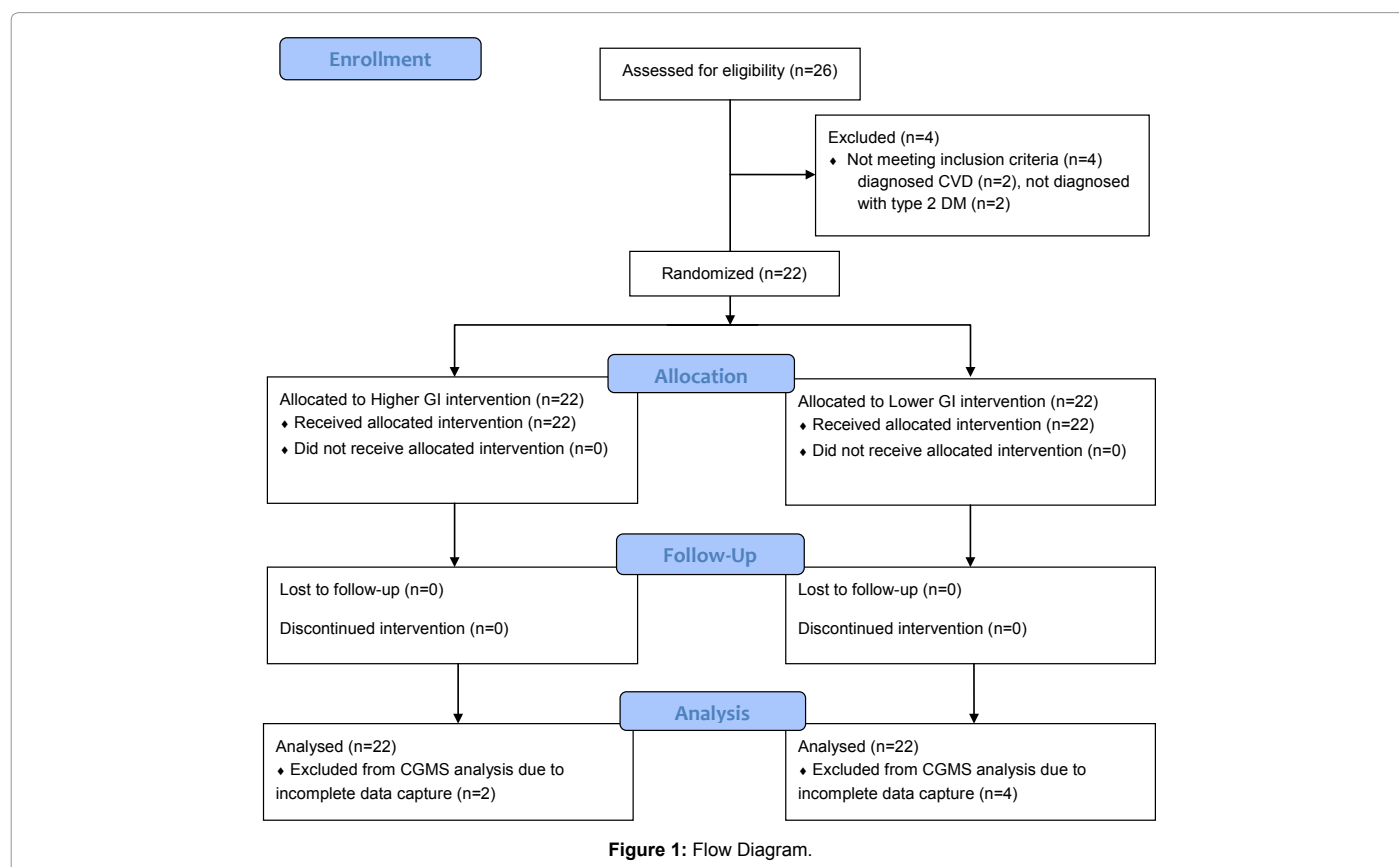 Enrollment
Assessed for eligibility (n=26)
Excluded (n=4)
♦ Not meeting inclusion criteria (n=4)
diagnosed CVD (n=2), not diagnosed
with type 2 DM (n=2)
Randomized (n=22)
Allocation
Allocated to Higher GI intervention (n=22)
♦ Received allocated intervention (n=22)
♦ Did not receive allocated intervention (n=0)
Allocated to Lower GI intervention (n=22)
♦ Received allocated intervention (n=22)
♦ Did not receive allocated intervention (n=0)
Follow-Up
Lost to follow-up (n=0)
Discontinued intervention (n=0)
Lost to follow-up (n=0)
Discontinued intervention (n=0)
Analysis
Analysed (n=22)
♦ Excluded from CGMS analysis due to
incomplete data capture (n=2)
Analysed (n=22)
♦ Excluded from CGMS analysis due to
incomplete data capture (n=4)
Figure 1: Flow Diagram.